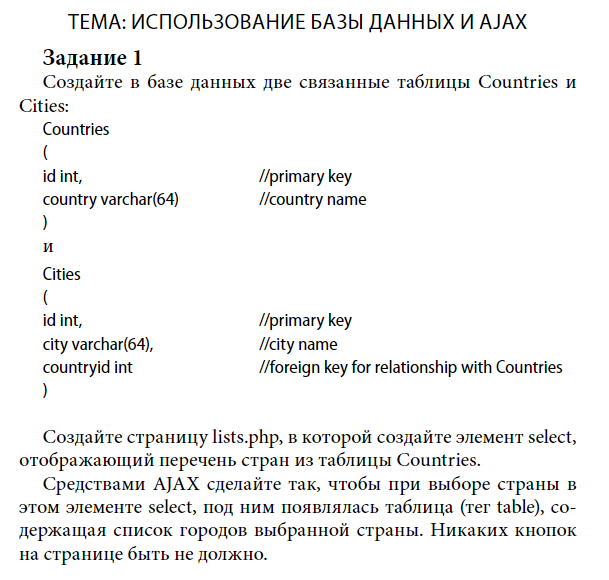 ТЕМА: ИСПОЛЬЗОВАНИЕ БАЗЫ ДАННЫХ И AJAX
Задание 1
Создайте в базе данных две связанные таблицы Countries и
Cities:
Countries
(
id int, //primary key
country varchar(64) //country name
)
и
Cities
(
id int, //primary key
city varchar(64), //city name
countryid int //foreign key for relationship with Countries
)
Создайте страницу lists.php, в которой создайте элемент select,
отображающий перечень стран из таблицы Countries.
Средствами AJAX сделайте так, чтобы при выборе страны в
этом элементе select, под ним появлялась таблица (тег table), со-
держащая список городов выбранной страны. Никаких кнопок
на странице быть не должно.